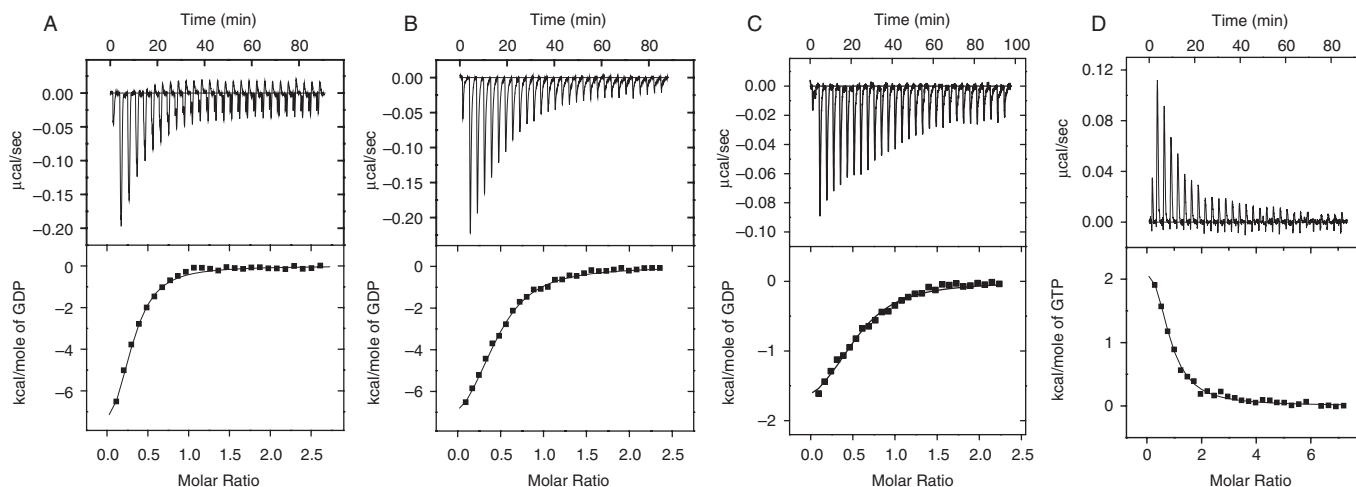 A
Time (min)
0 20 40 60 80
0.00
–0.05
–0.10
–0.15
–0.20
µcal/sec
0
–2
–4
–6
kcal/mole of GDP
0.0 0.5 1.0 1.5 2.0 2.5
Molar Ratio
B
Time (min)
0 20 40 60 80
0.00
–0.05
–0.10
–0.15
–0.20
µcal/sec
0
–2
–4
–6
kcal/mole of GDP
0.0 0.5 1.0 1.5 2.0 2.5
Molar Ratio
C
Time (min)
0 20 40 60 80 100
0.00
–0.02
–0.04
–0.06
–0.08
–0.10
µcal/sec
0
–1
–2
kcal/mole of GDP
0.0 0.5 1.0 1.5 2.0 2.5
Molar Ratio
D
Time (min)
0 20 40 60 80
0.12
0.08
0.04
0.00
µcal/sec
2
1
0
kcal/mole of GTP
0 2 4 6
Molar Ratio